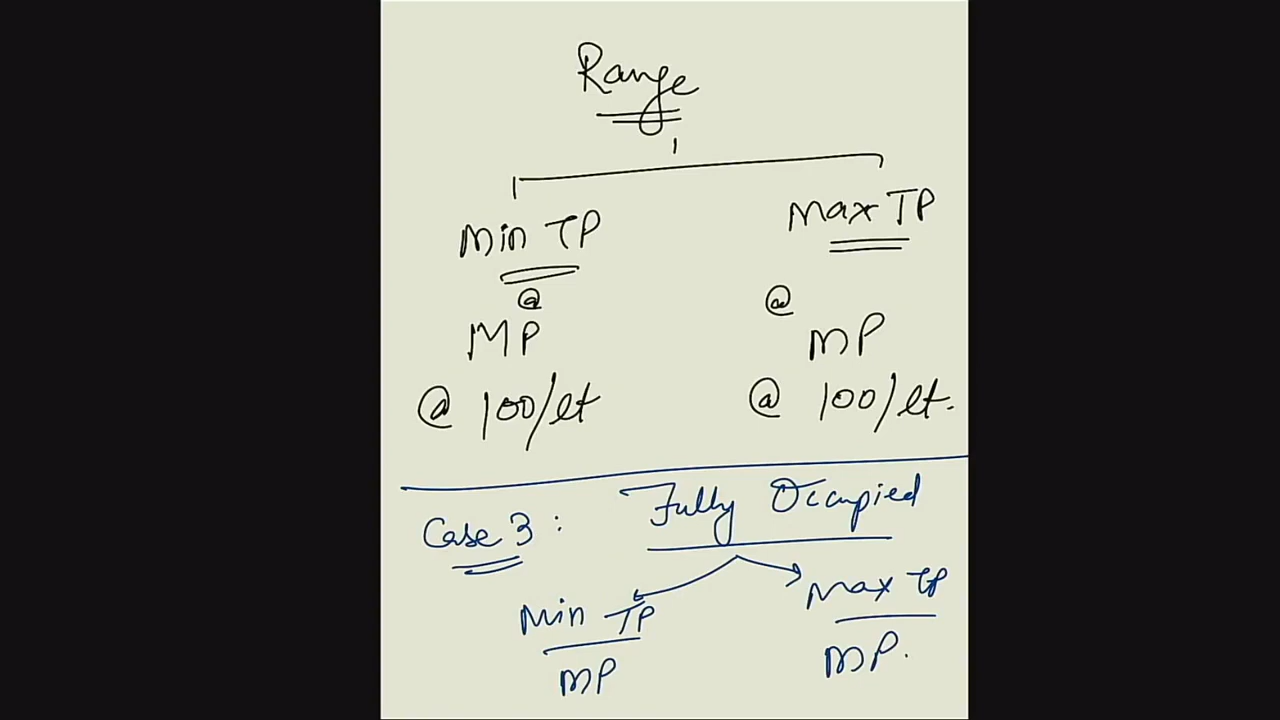 Range
Min TP Max TP
@ @
MP MP
@ 100/lt @ 100/lt.
Case 3 : Fully Occupied
Min TP Max TP
MP MP.